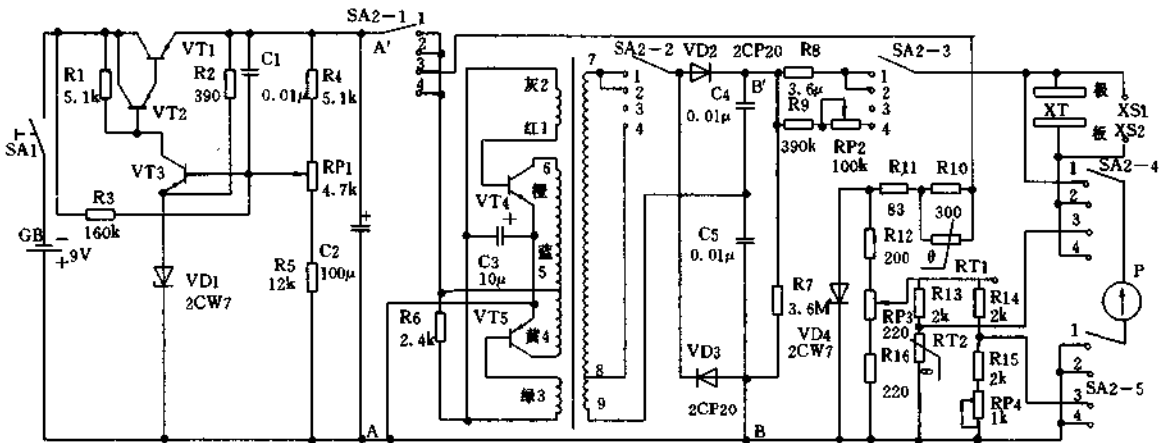 SA2-1
1
2
3
4
A'
VT1
R1
5.1k
R2
390
C1
0.01μ
R4
5.1k
VT2
SA1
VT3
RP1
4.7k
R3
160k
GB
-
+
9V
VD1
2CW7
R5
12k
C2
100μ
+
A
灰2
红1
6
橙
VT4
+
C3
10μ
蓝
5
R6
2.4k
VT5
黄4
绿3
7
8
9
1
2
3
4
SA2-2
VD2
2CP20
C4
0.01μ
B'
R8
3.6μ
R9
390k
RP2
100k
1
2
3
4
SA2-3
C5
0.01μ
R7
3.6M
VD3
2CP20
B
VD4
2CW7
R11
83
R10
300
θ
R12
200
RT1
RP3
220
R13
2k
R14
2k
R16
220
RT2
θ
R15
2k
RP4
1k
极
XT
板
XS1
XS2
SA2-4
1
2
3
4
P
1
2
3
4
SA2-5